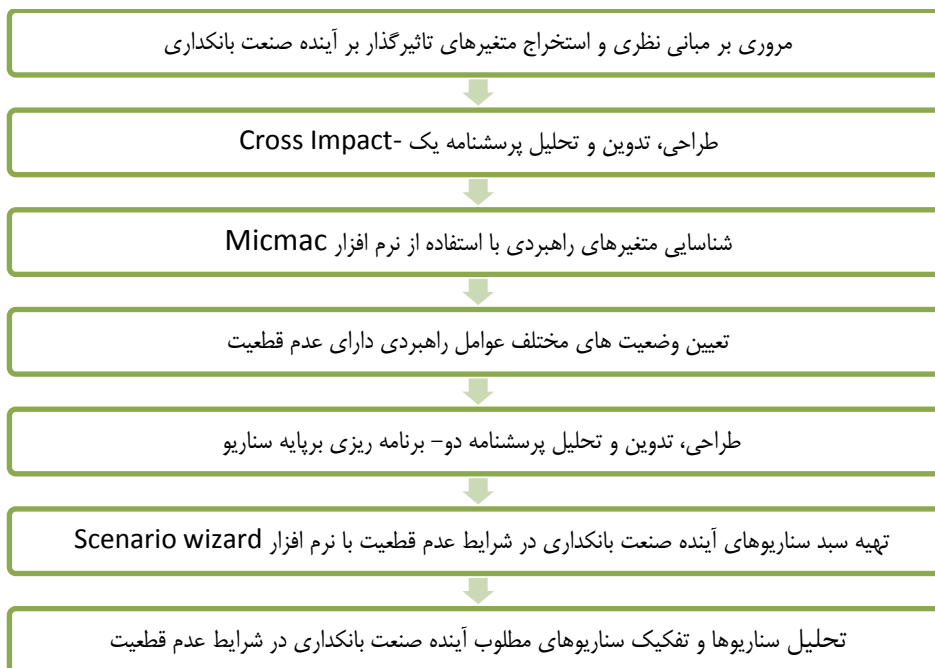 مروری بر مبانی نظری و استخراج متغیرهای تاثیرگذار بر آینده صنعت بانکداری
طراحی، تدوین و تحلیل پرسشنامه یک -Cross Impact
شناسایی متغیرهای راهبردی با استفاده از نرم افزار Micmac
تعیین وضعیت های مختلف عوامل راهبردی دارای عدم قطعیت
طراحی، تدوین و تحلیل پرسشنامه دو- برنامه ریزی برپایه سناریو
تهیه سبد سناریوهای آینده صنعت بانکداری در شرایط عدم قطعیت با نرم افزار Scenario wizard
تحلیل سناریوها و تفکیک سناریوهای مطلوب آینده صنعت بانکداری در شرایط عدم قطعیت